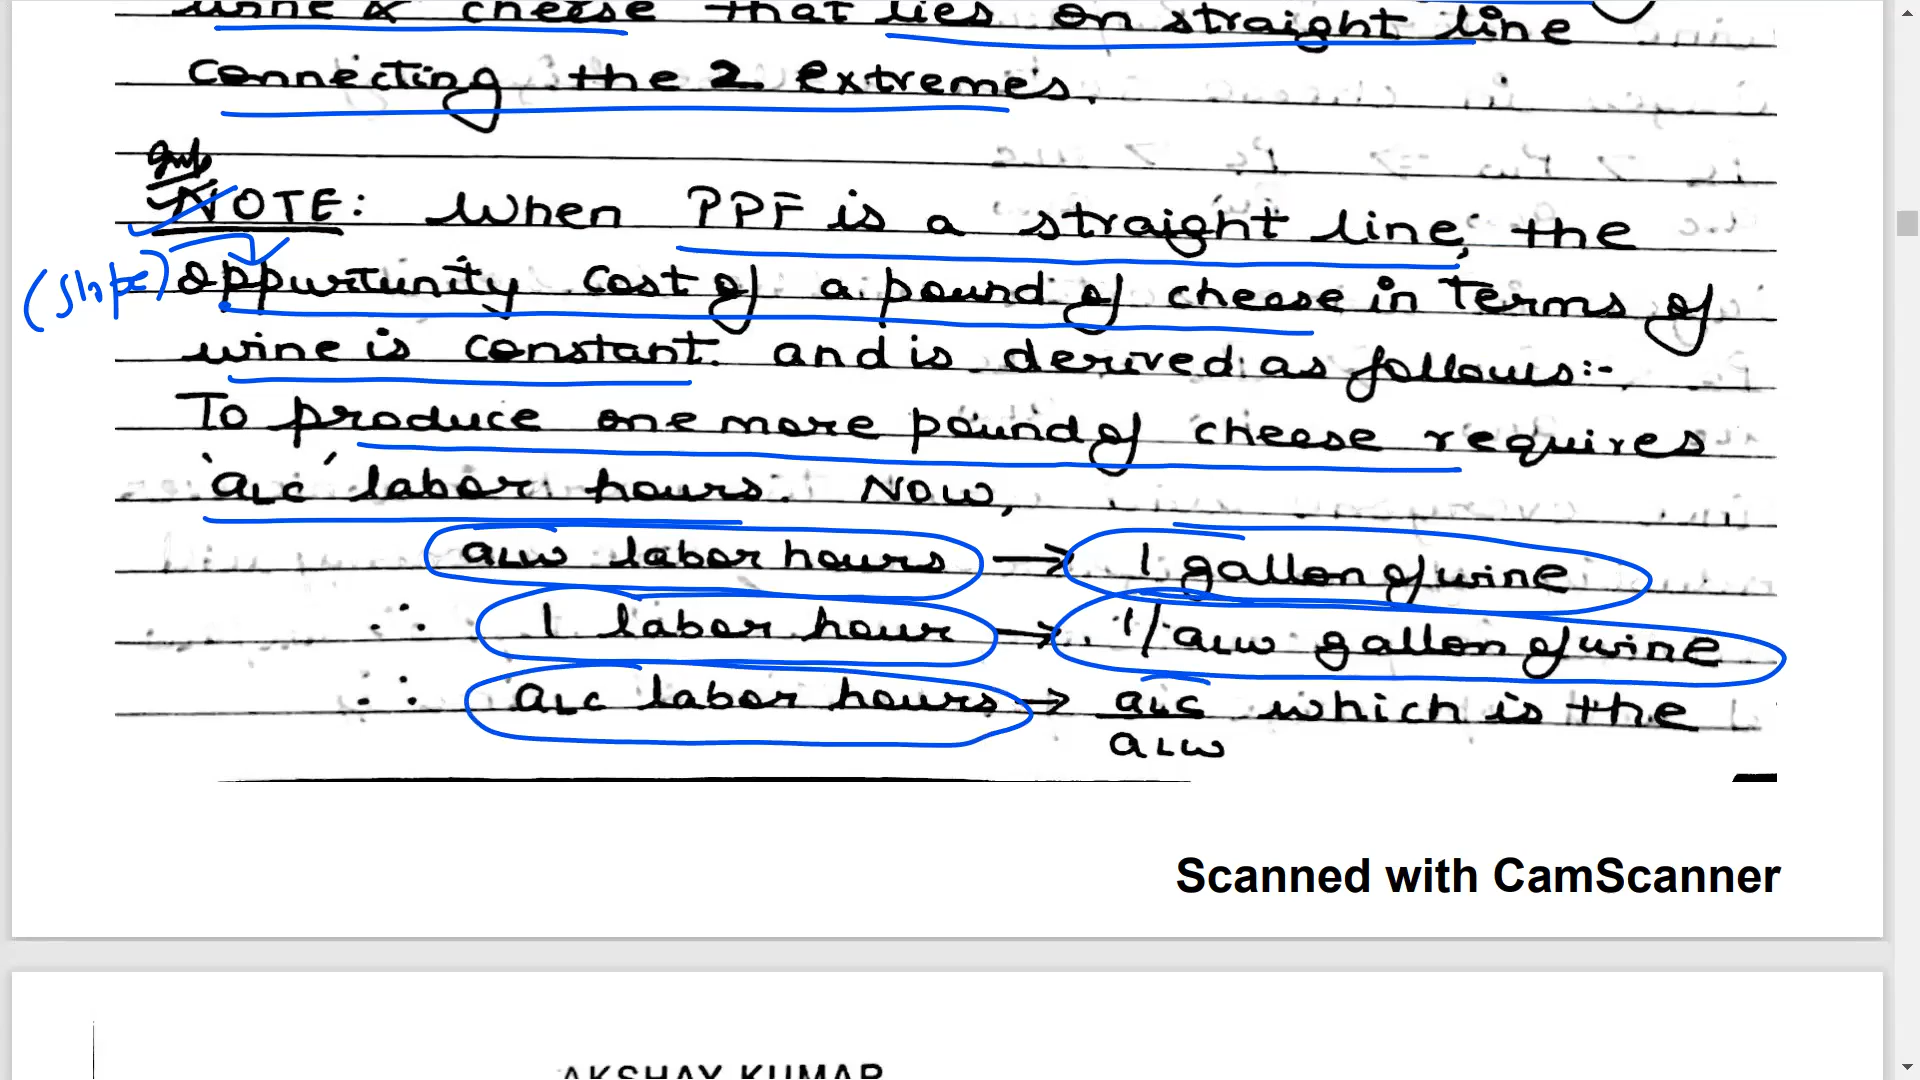 wine & cheese that lies on straight line
connecting the 2 extremes.
Imp
NOTE: When PPF is a straight line, the
(slope) oppurtunity cost of a pound of cheese in terms of
wine is constant. and is derived as follows:-
To produce one more pound of cheese requires
'aLC' labor hours. Now,
aLW labor hours → 1 gallon of wine
∴ 1 labor hour → 1/aLW gallon of wine
∴ aLC labor hours → aLC which is the
aLW
Scanned with CamScanner
AKSHAY KUMAR